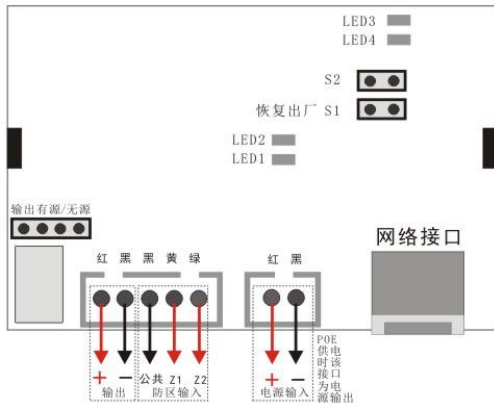 LED3
LED4
S2
恢复出厂 S1
LED2
LED1
输出有源/无源
网络接口
红 黑 黑 黄 绿
红 黑
+ − 公共 Z1 Z2
输出 防区输入
+ −
电源输入
POE
供电
时该
接口
为电
源输出